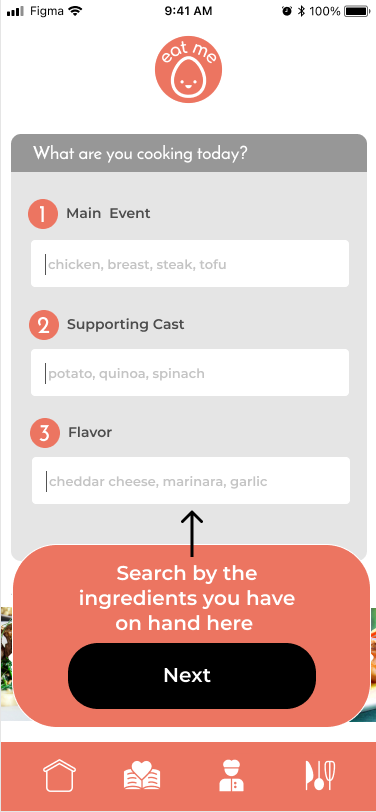 Figma 9:41 AM 100%
eat me
What are you cooking today?
1 Main Event
chicken, breast, steak, tofu
2 Supporting Cast
potato, quinoa, spinach
3 Flavor
cheddar cheese, marinara, garlic
Search by the
ingredients you have
on hand here
Next